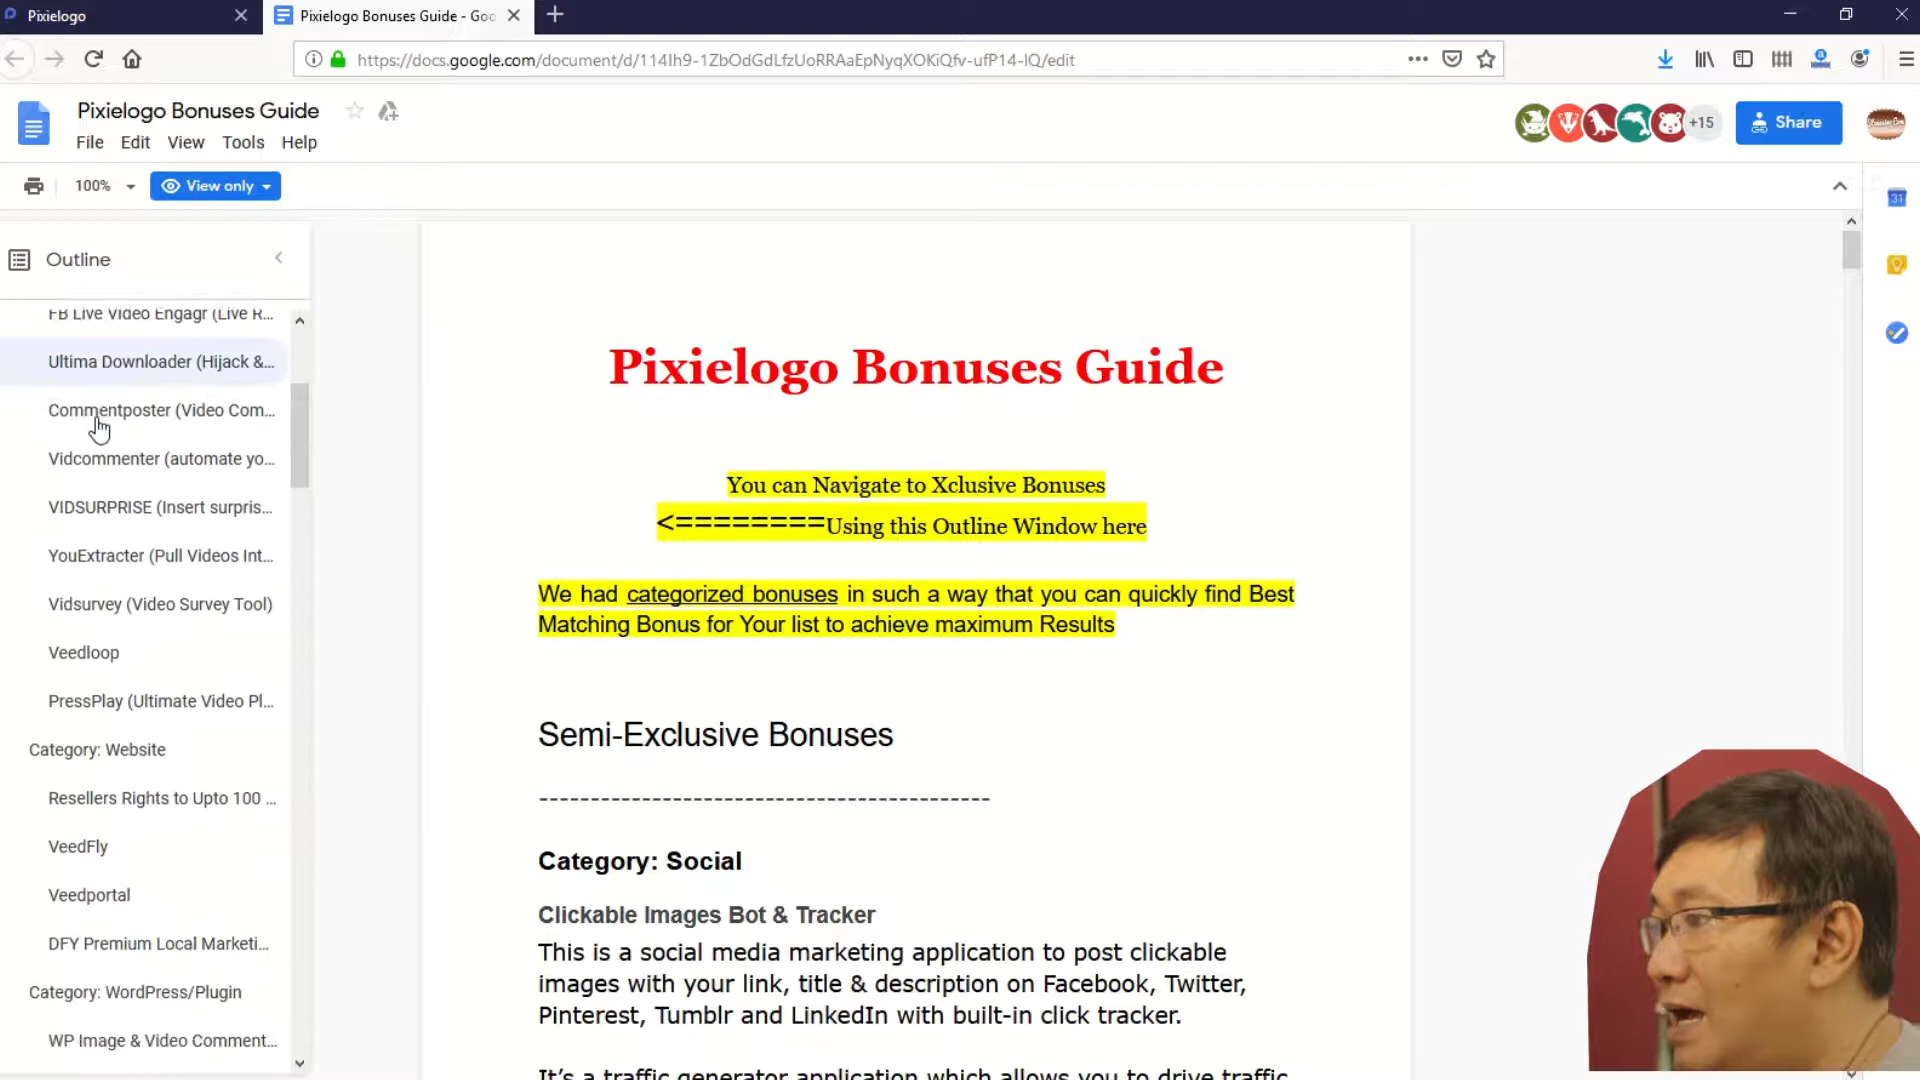 Pixielogo
Pixielogo Bonuses Guide - Goo
https://docs.google.com/document/d/114Ih9-1ZbOdGdLfzUoRRAaEpNyqXOKiQfv-ufP14-IQ/edit
Pixielogo Bonuses Guide
File Edit View Tools Help
+15
Share
100%
View only
31
Outline
FB Live Video Engagr (Live R...
Ultima Downloader (Hijack &...
Commentposter (Video Com...
Vidcommenter (automate yo...
VIDSURPRISE (Insert surpris...
YouExtracter (Pull Videos Int...
Vidsurvey (Video Survey Tool)
Veedloop
PressPlay (Ultimate Video Pl...
Category: Website
Resellers Rights to Upto 100 ...
VeedFly
Veedportal
DFY Premium Local Marketi...
Category: WordPress/Plugin
WP Image & Video Comment...
Pixielogo Bonuses Guide
You can Navigate to Xclusive Bonuses
<========Using this Outline Window here
We had categorized bonuses in such a way that you can quickly find Best
Matching Bonus for Your list to achieve maximum Results
Semi-Exclusive Bonuses
--------------------------------------------
Category: Social
Clickable Images Bot & Tracker
This is a social media marketing application to post clickable
images with your link, title & description on Facebook, Twitter,
Pinterest, Tumblr and LinkedIn with built-in click tracker.
It's a traffic generator application which allows you to drive traffic